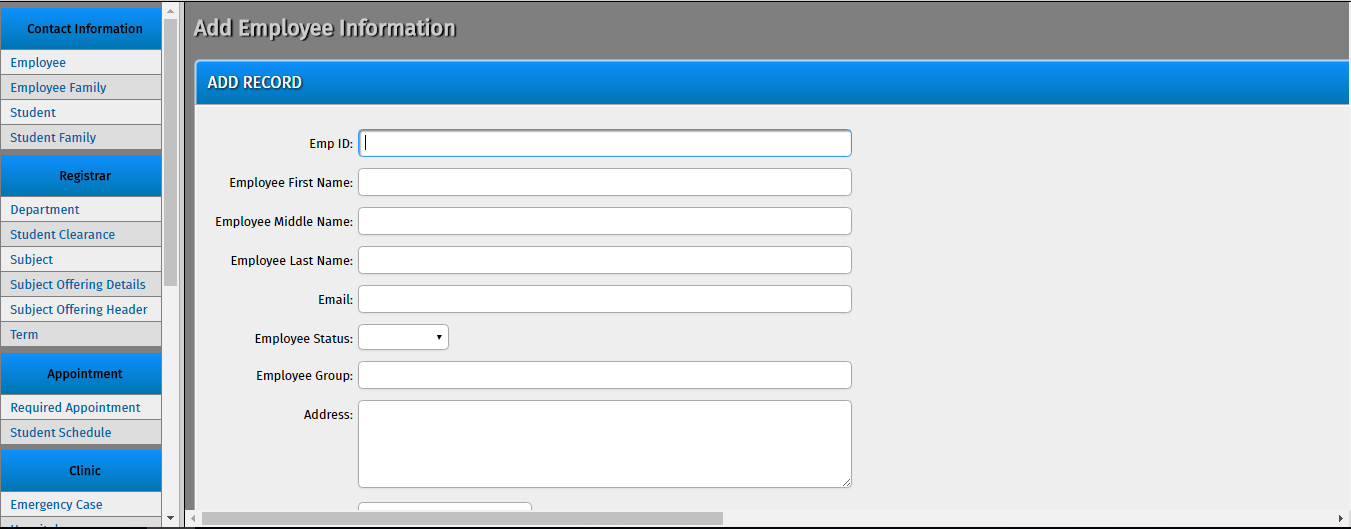 Contact Information
Employee
Employee Family
Student
Student Family
Registrar
Department
Student Clearance
Subject
Subject Offering Details
Subject Offering Header
Term
Appointment
Required Appointment
Student Schedule
Clinic
Emergency Case
Add Employee Information
ADD RECORD
Emp ID:
Employee First Name:
Employee Middle Name:
Employee Last Name:
Email:
Employee Status:
Employee Group:
Address: